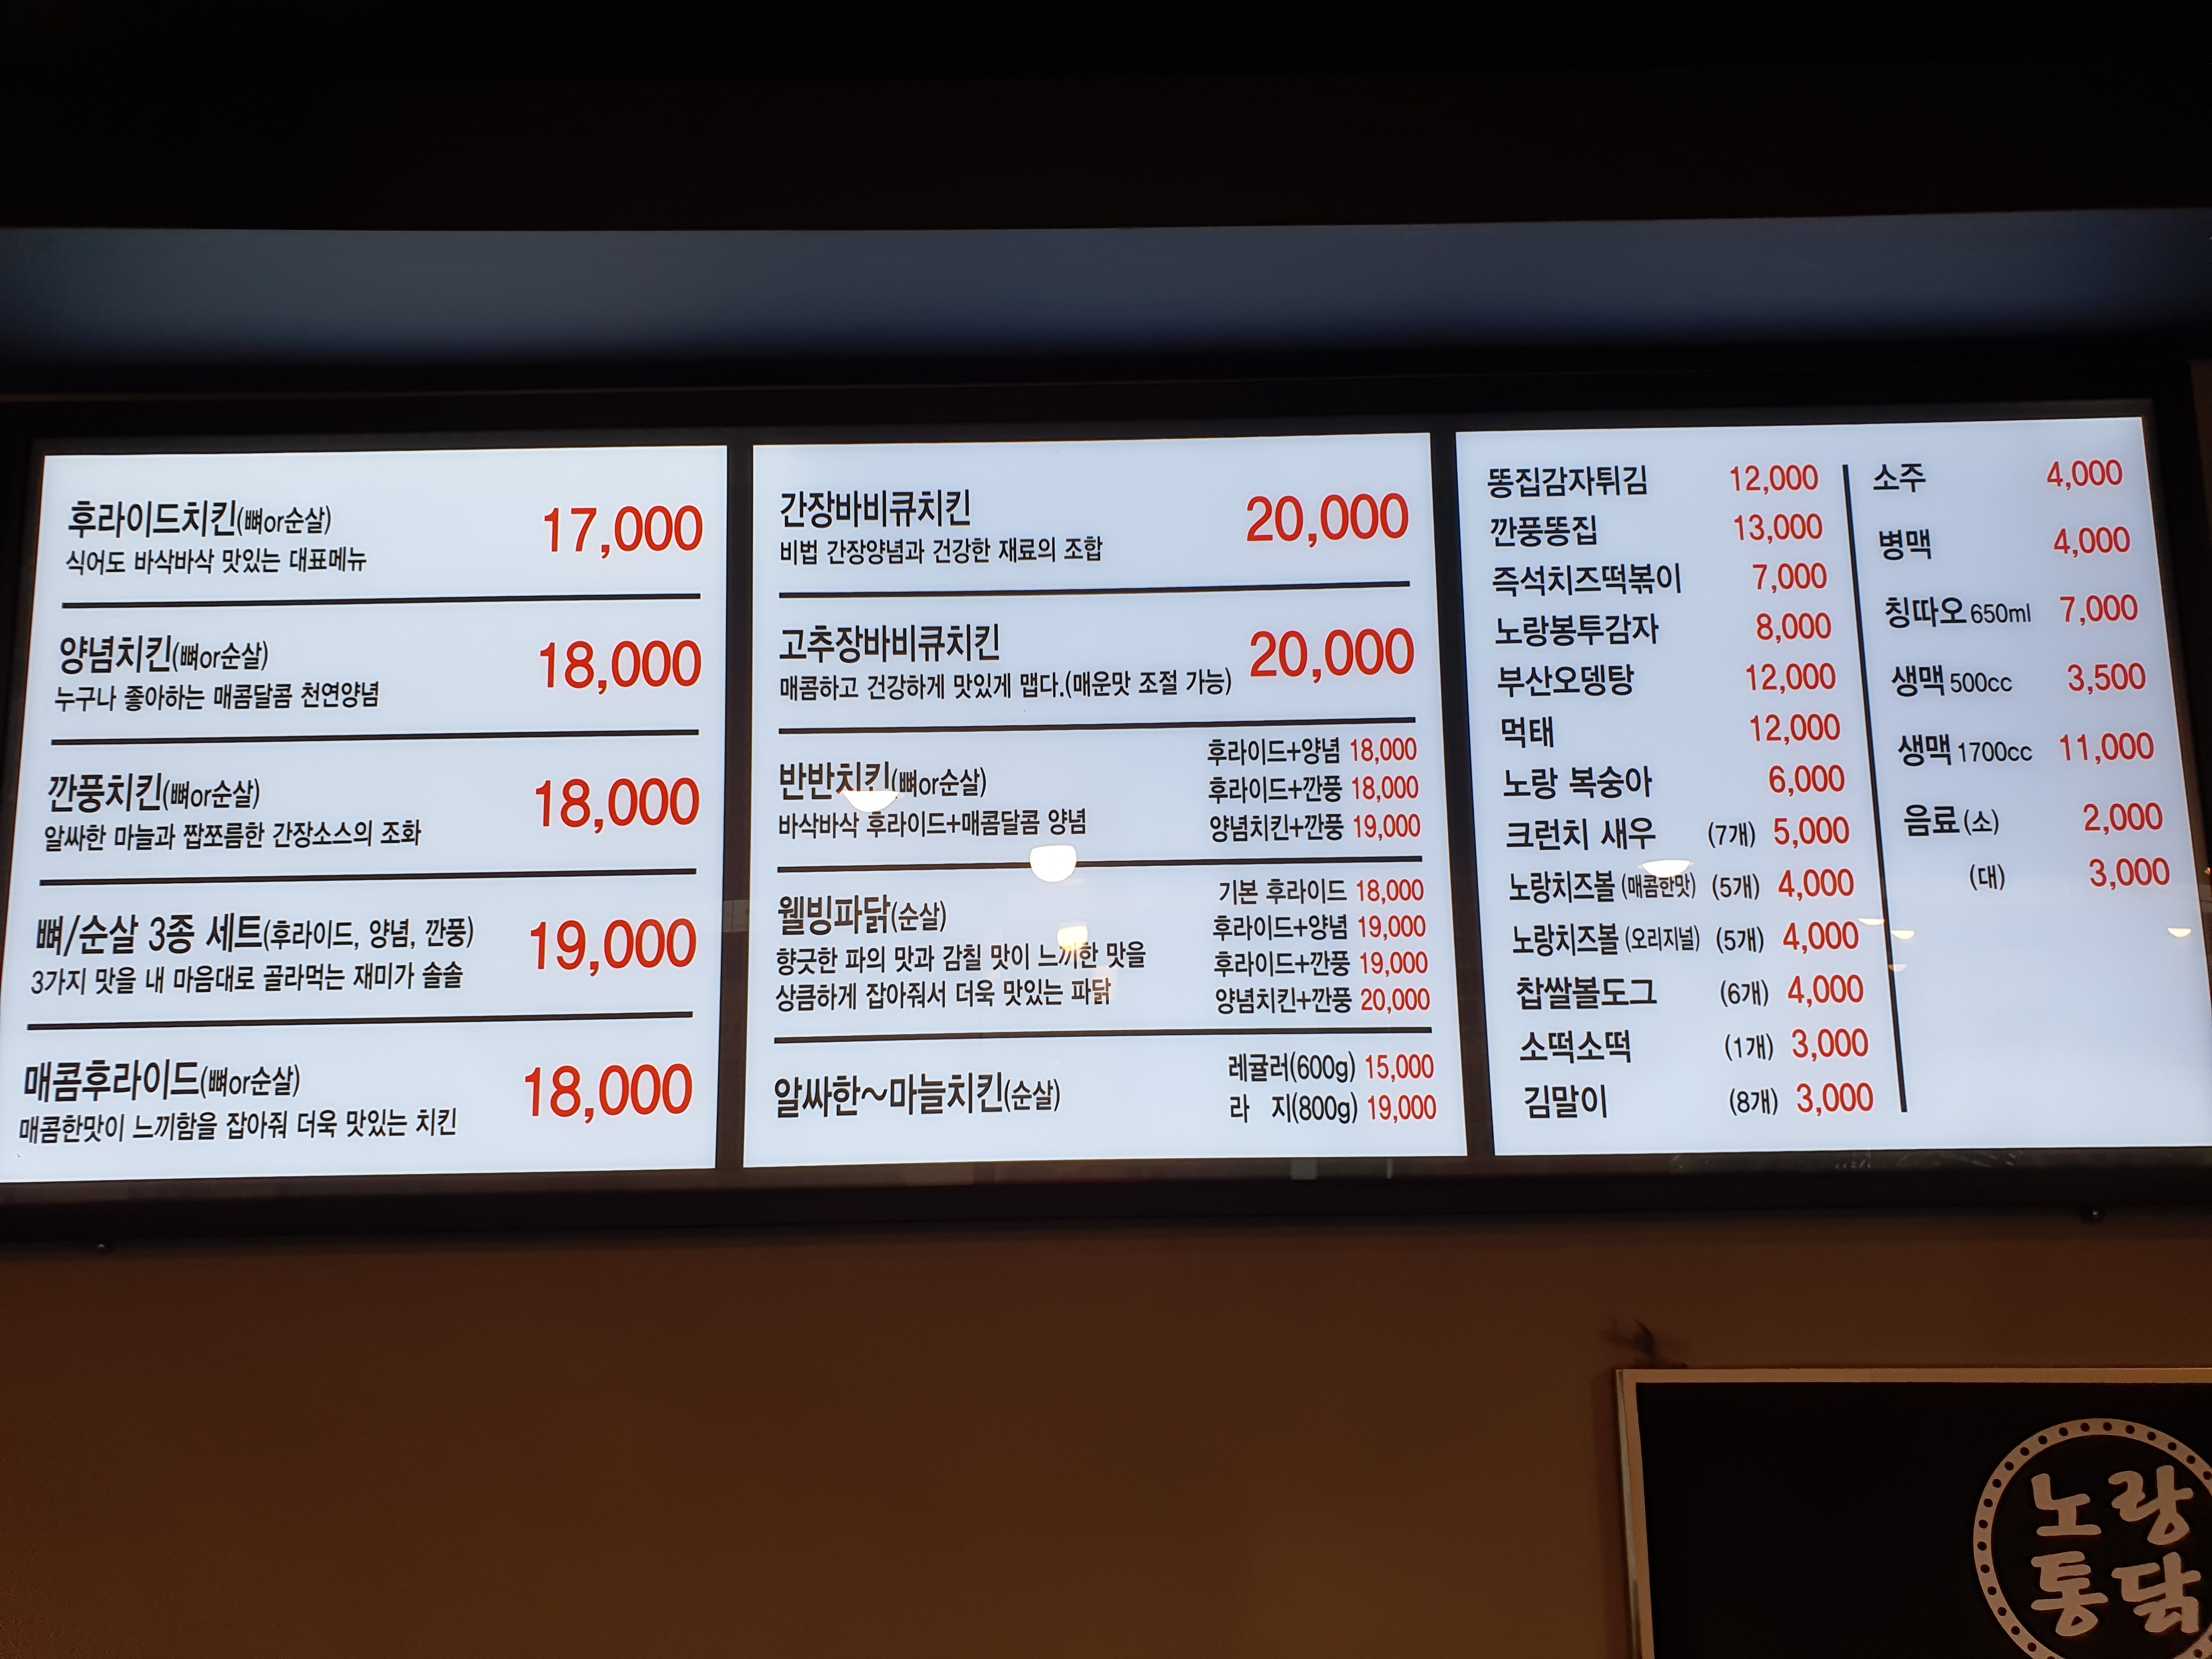 후라이드치킨(뼈or순살) 17,000
식어도 바삭바삭 맛있는 대표메뉴
양념치킨(뼈or순살) 18,000
누구나 좋아하는 매콤달콤 천연양념
깐풍치킨(뼈or순살) 18,000
알싸한 마늘과 짭쪼름한 간장소스의 조화
뼈/순살 3종 세트(후라이드, 양념, 깐풍) 19,000
3가지 맛을 내 마음대로 골라먹는 재미가 솔솔
매콤후라이드(뼈or순살) 18,000
매콤한맛이 느끼함을 잡아줘 더욱 맛있는 치킨
간장바비큐치킨 20,000
비법 간장양념과 건강한 재료의 조합
고추장바비큐치킨 20,000
매콤하고 건강하게 맛있게 맵다.(매운맛 조절 가능)
반반치킨(뼈or순살)
바삭바삭 후라이드+매콤달콤 양념
후라이드+양념 18,000
후라이드+깐풍 18,000
양념치킨+깐풍 19,000
웰빙파닭(순살)
향긋한 파의 맛과 감칠 맛이 느끼한 맛을
상큼하게 잡아줘서 더욱 맛있는 파닭
기본 후라이드 18,000
후라이드+양념 19,000
후라이드+깐풍 19,000
양념치킨+깐풍 20,000
알싸한~마늘치킨(순살)
레귤러(600g) 15,000
라 지(800g) 19,000
똥집감자튀김 12,000
깐풍똥집 13,000
즉석치즈떡볶이 7,000
노랑봉투감자 8,000
부산오뎅탕 12,000
먹태 12,000
노랑 복숭아 6,000
크런치 새우 (7개) 5,000
노랑치즈볼 (매콤한맛) (5개) 4,000
노랑치즈볼 (오리지널) (5개) 4,000
찹쌀볼도그 (6개) 4,000
소떡소떡 (1개) 3,000
김말이 (8개) 3,000
소주 4,000
병맥 4,000
칭따오 650ml 7,000
생맥 500cc 3,500
생맥 1700cc 11,000
음료 (소) 2,000
(대) 3,000
노랑
통닭